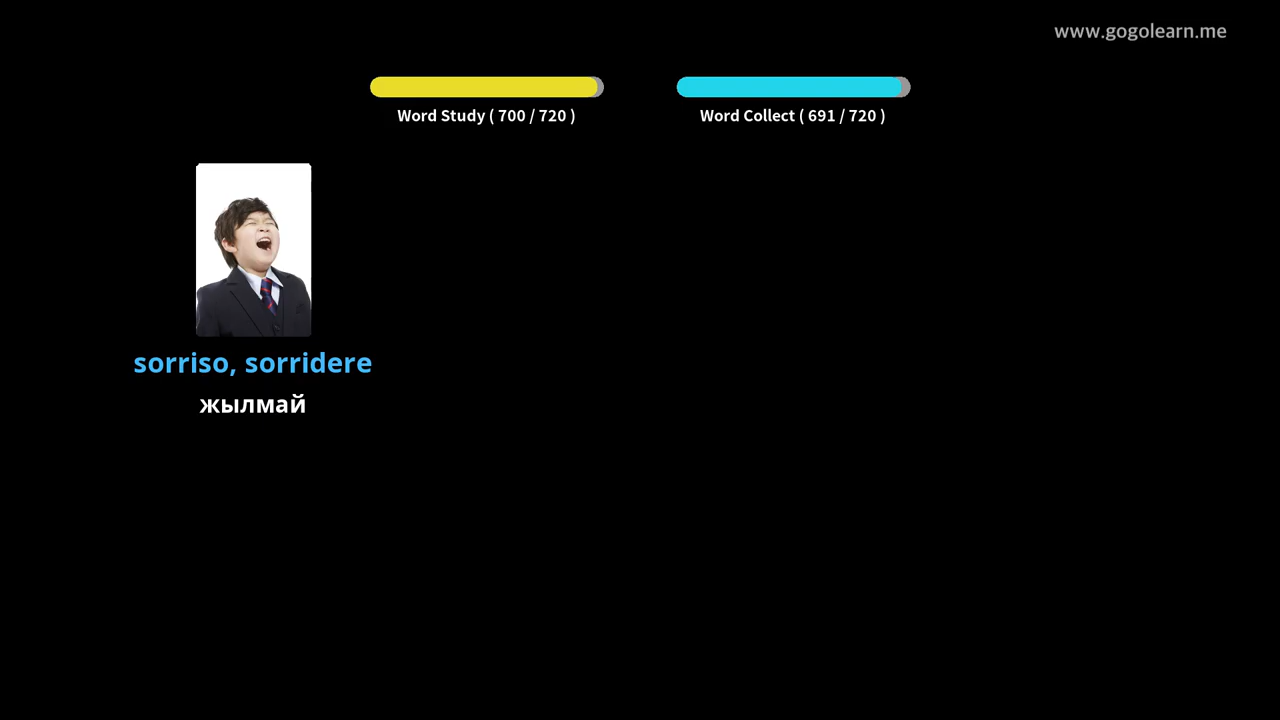 www.gogolearn.me
Word Study ( 700 / 720 )
Word Collect ( 691 / 720 )
sorriso, sorridere
жылмай